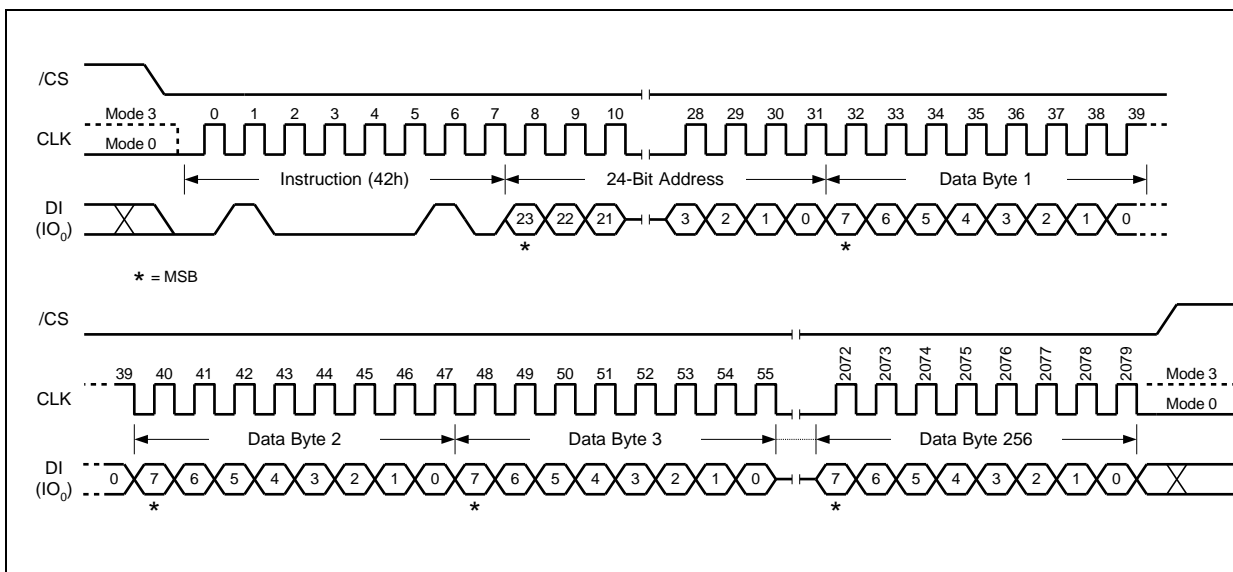 /CS
Mode 3
0 1 2 3 4 5 6 7 8 9 10 28 29 30 31 32 33 34 35 36 37 38 39
CLK
Mode 0
Instruction (42h) 24-Bit Address Data Byte 1
DI
(IO0)
23 22 21 3 2 1 0 7 6 5 4 3 2 1 0
* *
* = MSB
/CS
39 40 41 42 43 44 45 46 47 48 49 50 51 52 53 54 55 2072 2073 2074 2075 2076 2077 2078 2079
Mode 3
CLK
Mode 0
Data Byte 2 Data Byte 3 Data Byte 256
DI
(IO0)
0 7 6 5 4 3 2 1 0 7 6 5 4 3 2 1 0 7 6 5 4 3 2 1 0
* * *